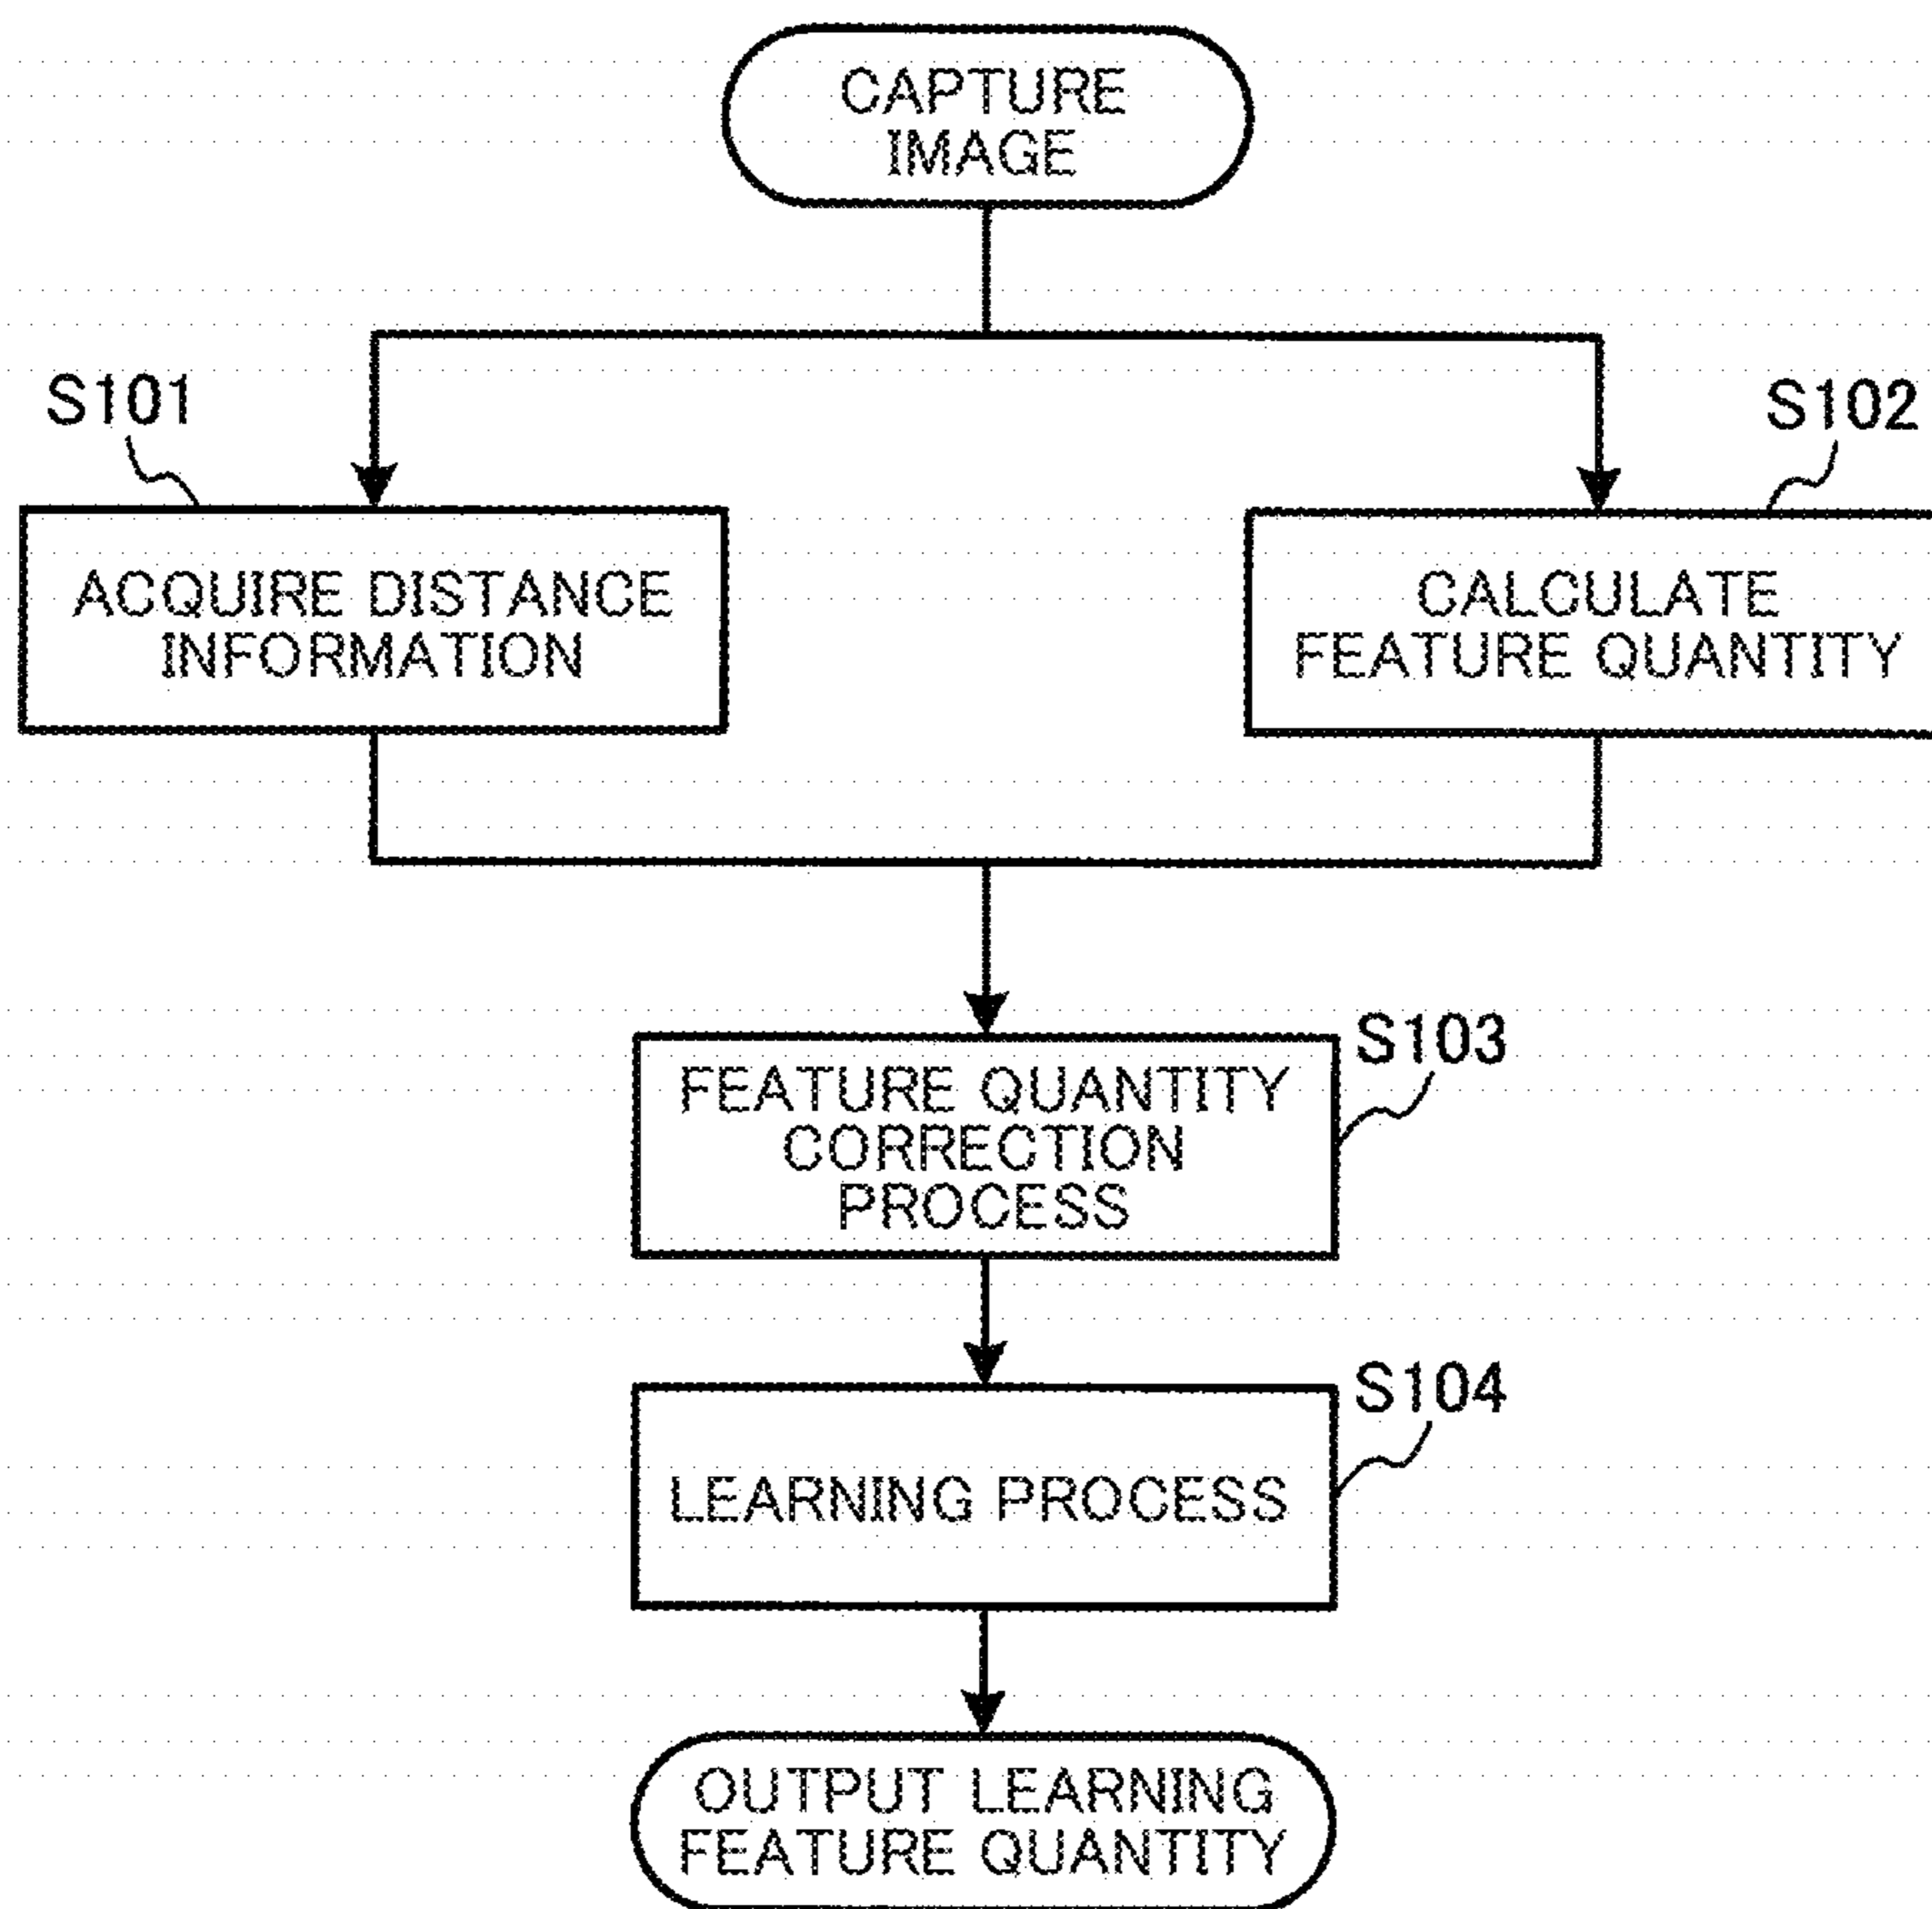 CAPTURE
IMAGE
S101
S102
ACQUIRE DISTANCE
INFORMATION
CALCULATE
FEATURE QUANTITY
S103
FEATURE QUANTITY
CORRECTION
PROCESS
S104
LEARNING PROCESS
OUTPUT LEARNING
FEATURE QUANTITY